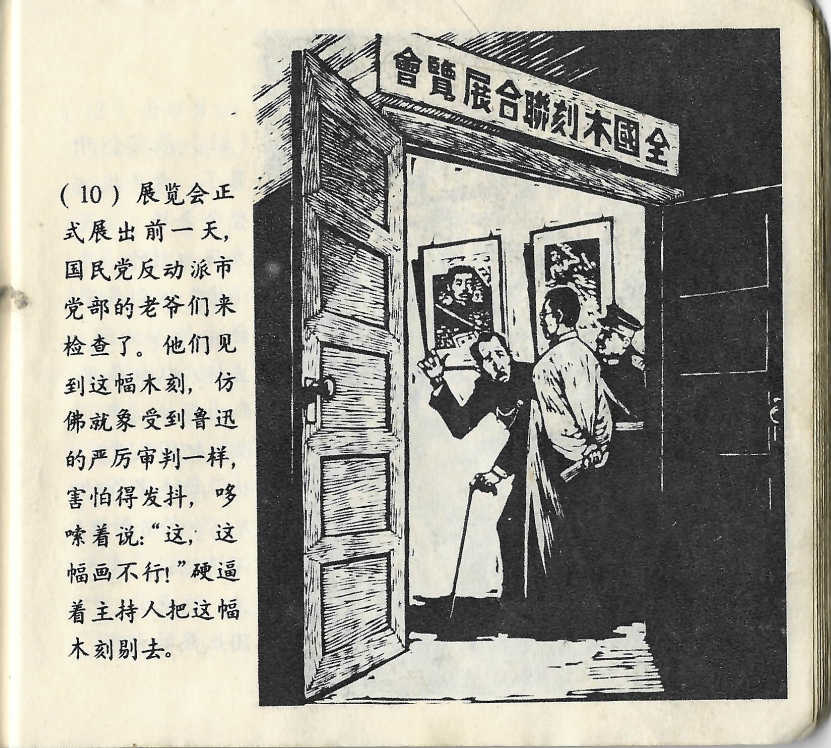 全國木刻聯合展覽會
(10) 展览会正
式展出前一天,
国民党反动派市
党部的老爷们来
检查了。他们见
到这幅木刻, 仿
佛就象受到鲁迅
的严厉审判一样,
害怕得发抖, 哆
嗦着说:“这, 这
幅画不行!”硬逼
着主持人把这幅
木刻剔去。